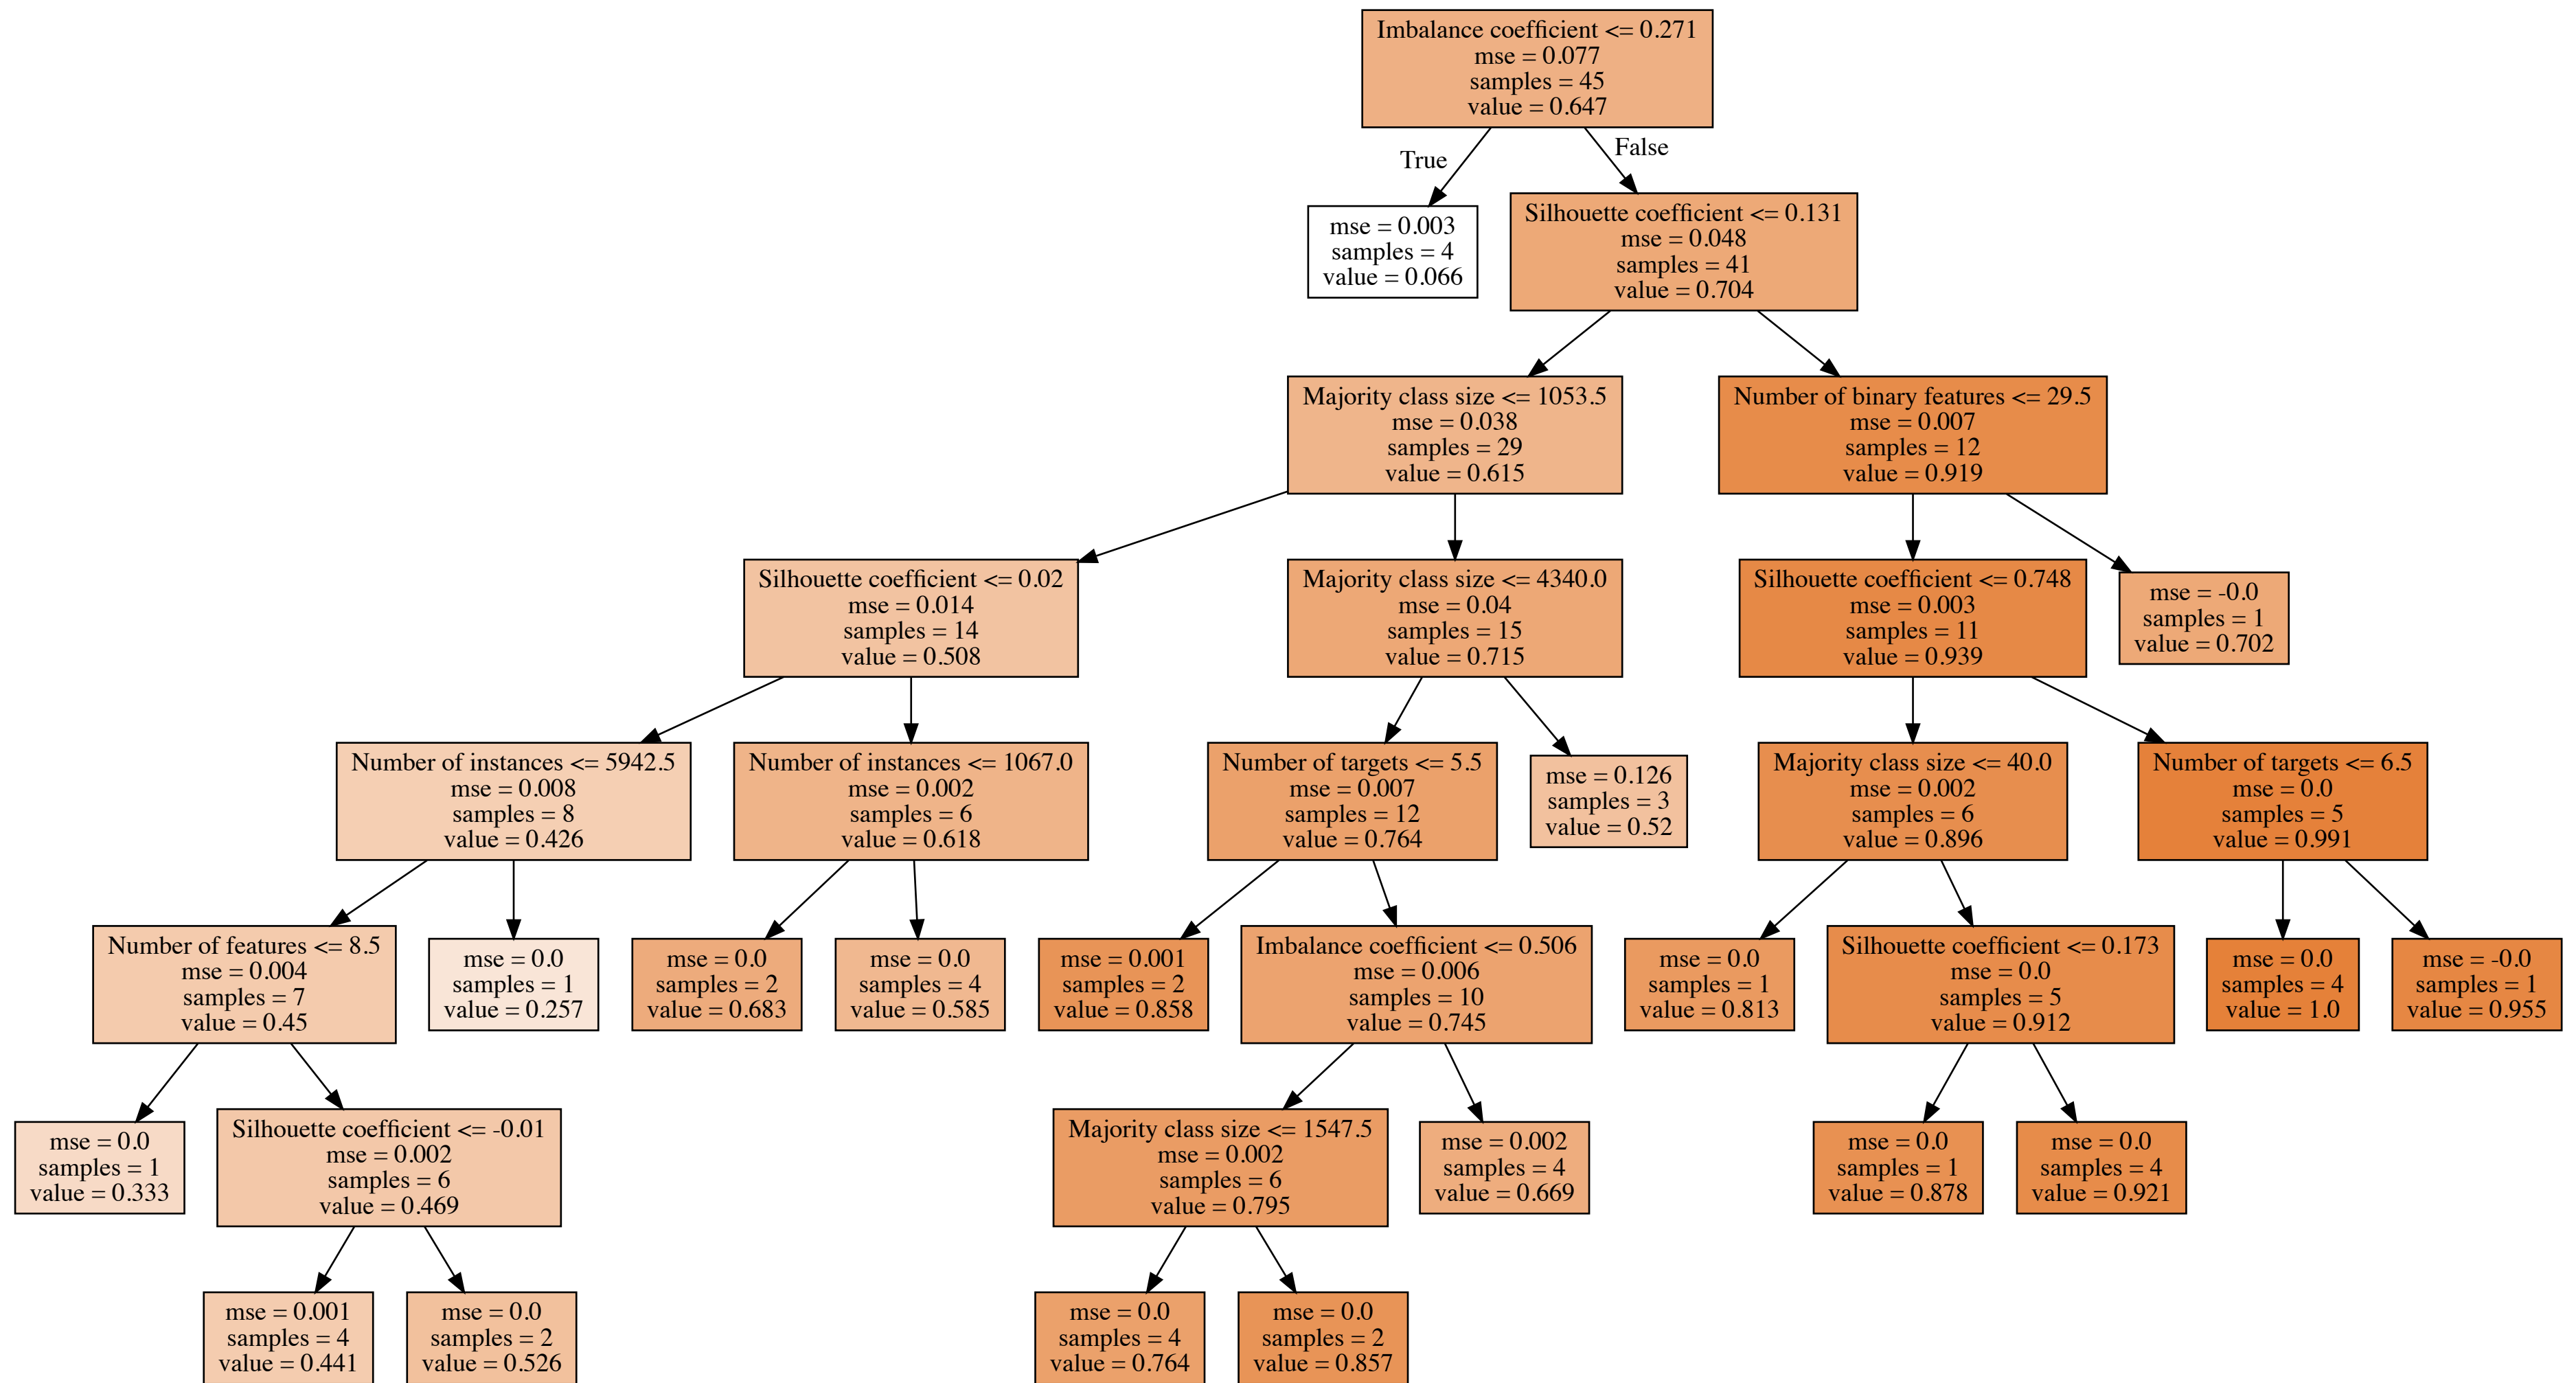 Imbalance coefficient <= 0.271
mse = 0.077
samples = 45
value = 0.647
True
False
mse = 0.003
samples = 4
value = 0.066
Silhouette coefficient <= 0.131
mse = 0.048
samples = 41
value = 0.704
Majority class size <= 1053.5
mse = 0.038
samples = 29
value = 0.615
Number of binary features <= 29.5
mse = 0.007
samples = 12
value = 0.919
Silhouette coefficient <= 0.02
mse = 0.014
samples = 14
value = 0.508
Majority class size <= 4340.0
mse = 0.04
samples = 15
value = 0.715
Silhouette coefficient <= 0.748
mse = 0.003
samples = 11
value = 0.939
mse = -0.0
samples = 1
value = 0.702
Number of instances <= 5942.5
mse = 0.008
samples = 8
value = 0.426
Number of instances <= 1067.0
mse = 0.002
samples = 6
value = 0.618
Number of targets <= 5.5
mse = 0.007
samples = 12
value = 0.764
mse = 0.126
samples = 3
value = 0.52
Majority class size <= 40.0
mse = 0.002
samples = 6
value = 0.896
Number of targets <= 6.5
mse = 0.0
samples = 5
value = 0.991
Number of features <= 8.5
mse = 0.004
samples = 7
value = 0.45
mse = 0.0
samples = 1
value = 0.257
mse = 0.0
samples = 2
value = 0.683
mse = 0.0
samples = 4
value = 0.585
mse = 0.001
samples = 2
value = 0.858
Imbalance coefficient <= 0.506
mse = 0.006
samples = 10
value = 0.745
mse = 0.0
samples = 1
value = 0.813
Silhouette coefficient <= 0.173
mse = 0.0
samples = 5
value = 0.912
mse = 0.0
samples = 4
value = 1.0
mse = -0.0
samples = 1
value = 0.955
mse = 0.0
samples = 1
value = 0.333
Silhouette coefficient <= -0.01
mse = 0.002
samples = 6
value = 0.469
Majority class size <= 1547.5
mse = 0.002
samples = 6
value = 0.795
mse = 0.002
samples = 4
value = 0.669
mse = 0.0
samples = 1
value = 0.878
mse = 0.0
samples = 4
value = 0.921
mse = 0.001
samples = 4
value = 0.441
mse = 0.0
samples = 2
value = 0.526
mse = 0.0
samples = 4
value = 0.764
mse = 0.0
samples = 2
value = 0.857